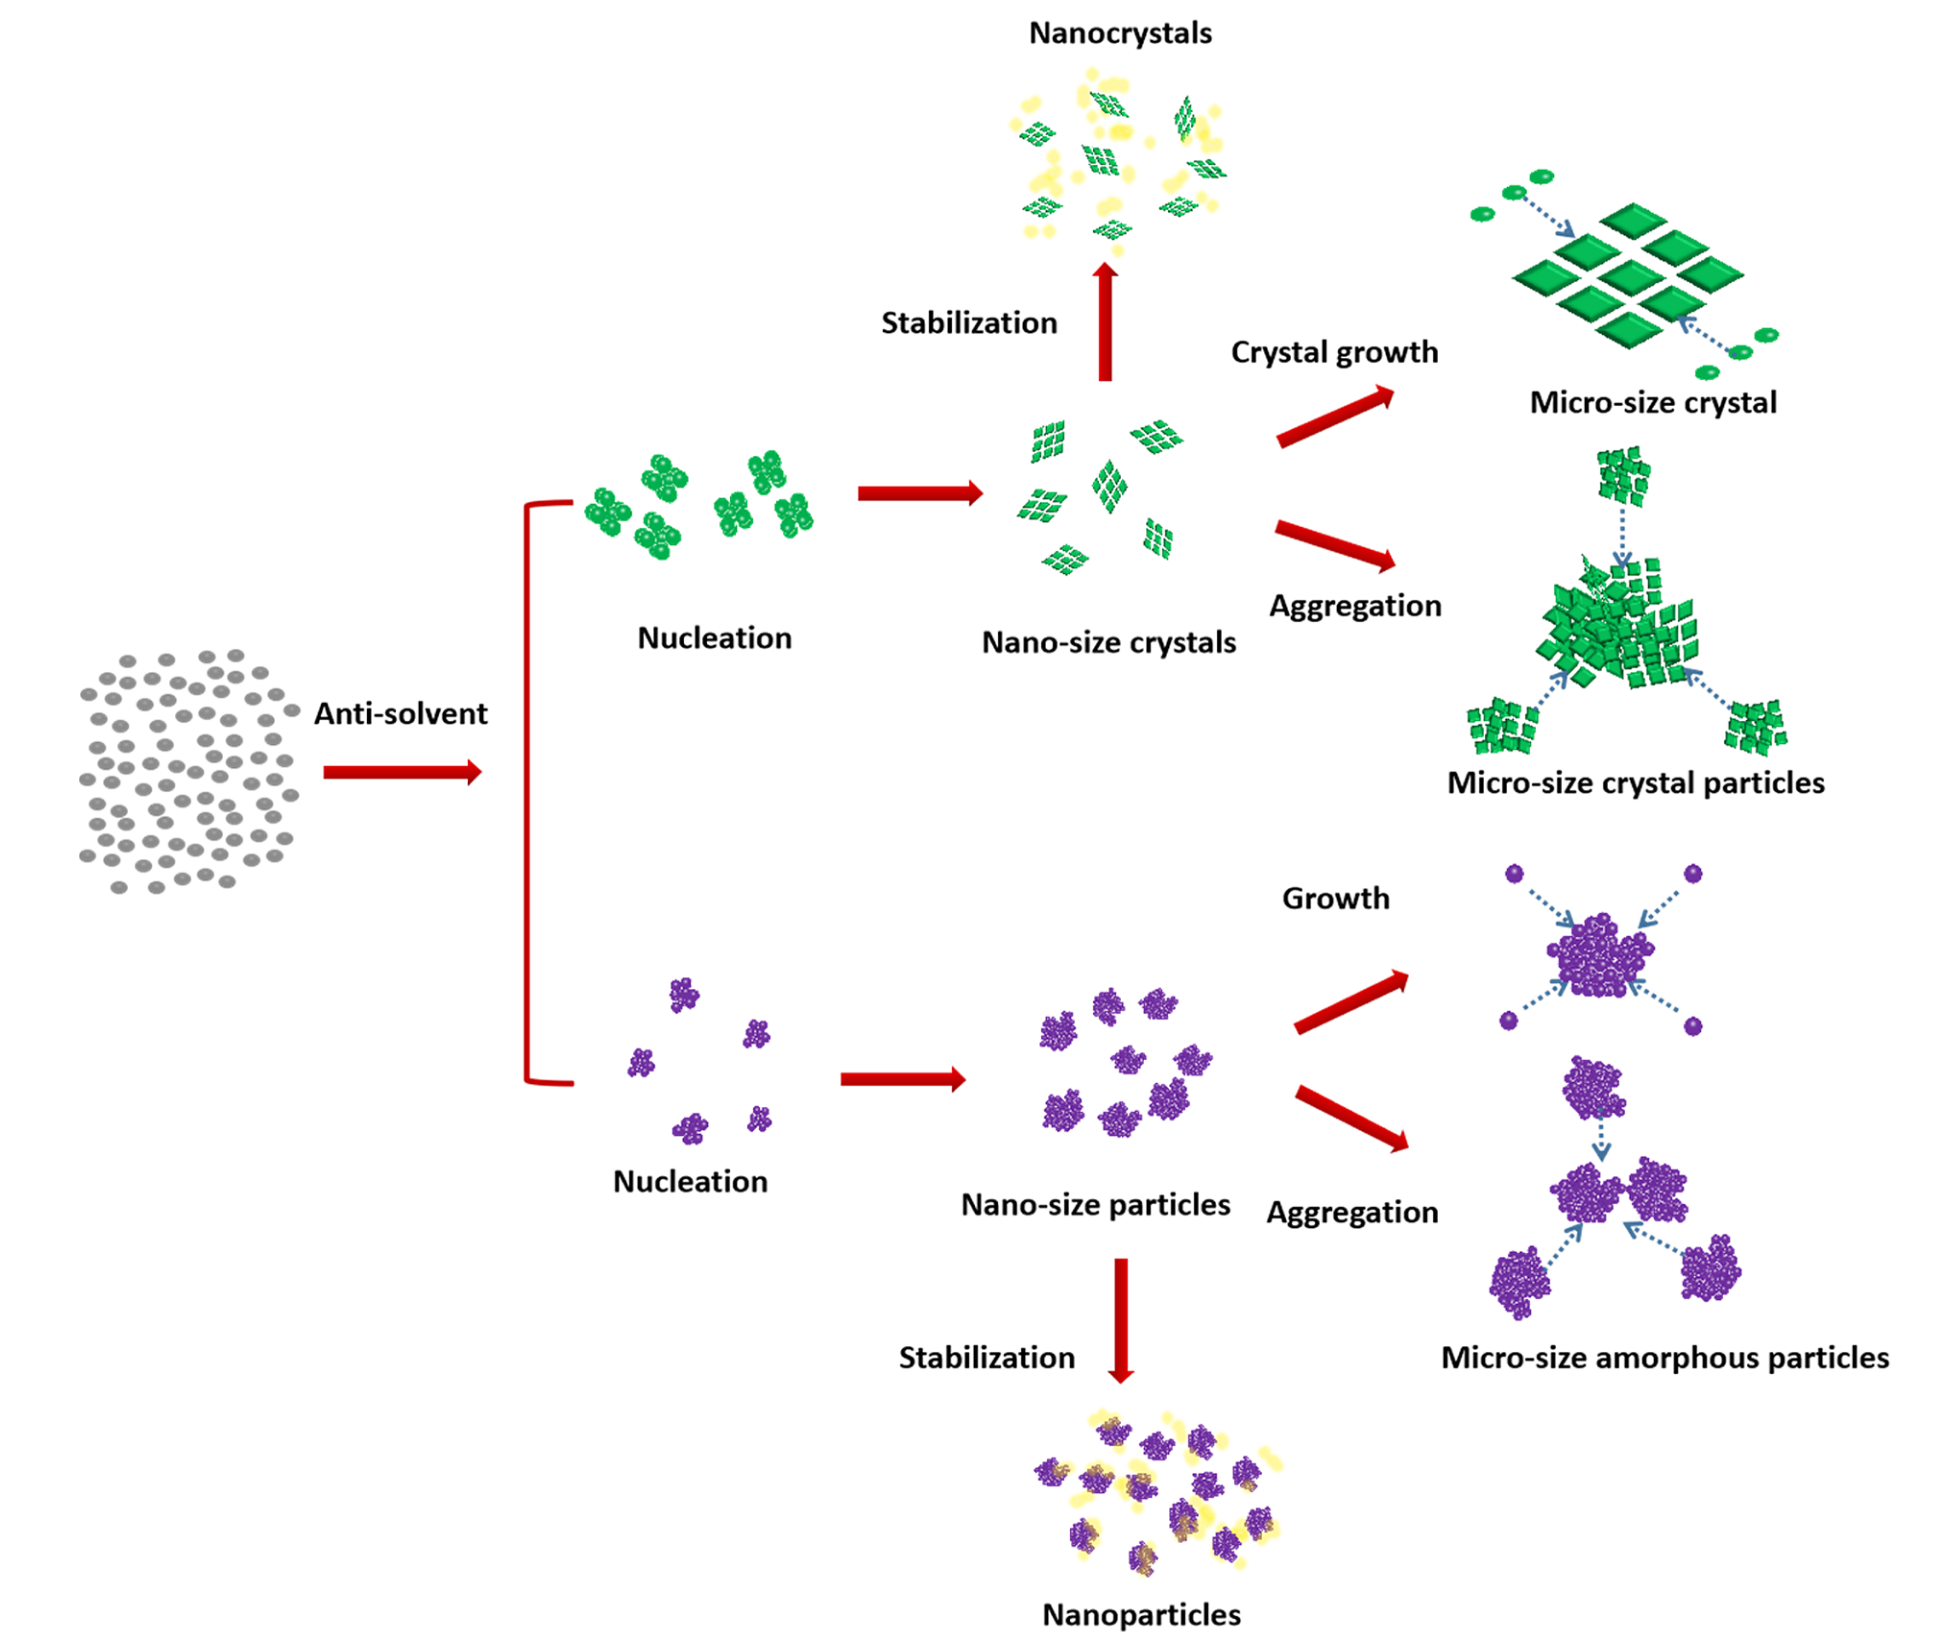 Nanocrystals
Stabilization
Crystal growth
Micro-size crystal
Aggregation
Nucleation
Nano-size crystals
Anti-solvent
Micro-size crystal particles
Growth
Nucleation
Nano-size particles
Aggregation
Stabilization
Micro-size amorphous particles
Nanoparticles